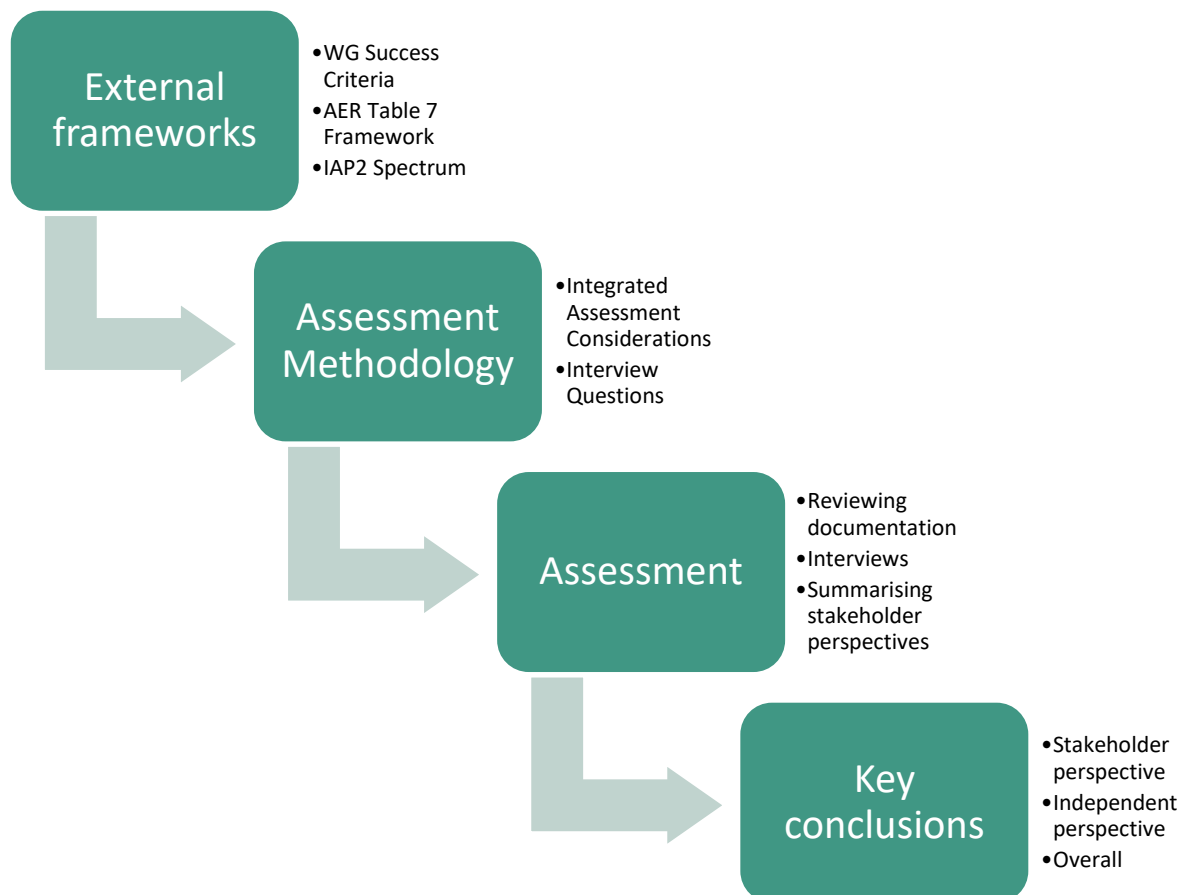 External
frameworks
•WG Success
Criteria
•AER Table 7
Framework
•IAP2 Spectrum
Assessment
Methodology
•Integrated
Assessment
Considerations
•Interview
Questions
Assessment
•Reviewing
documentation
•Interviews
•Summarising
stakeholder
perspectives
Key
conclusions
•Stakeholder
perspective
•Independent
perspective
•Overall